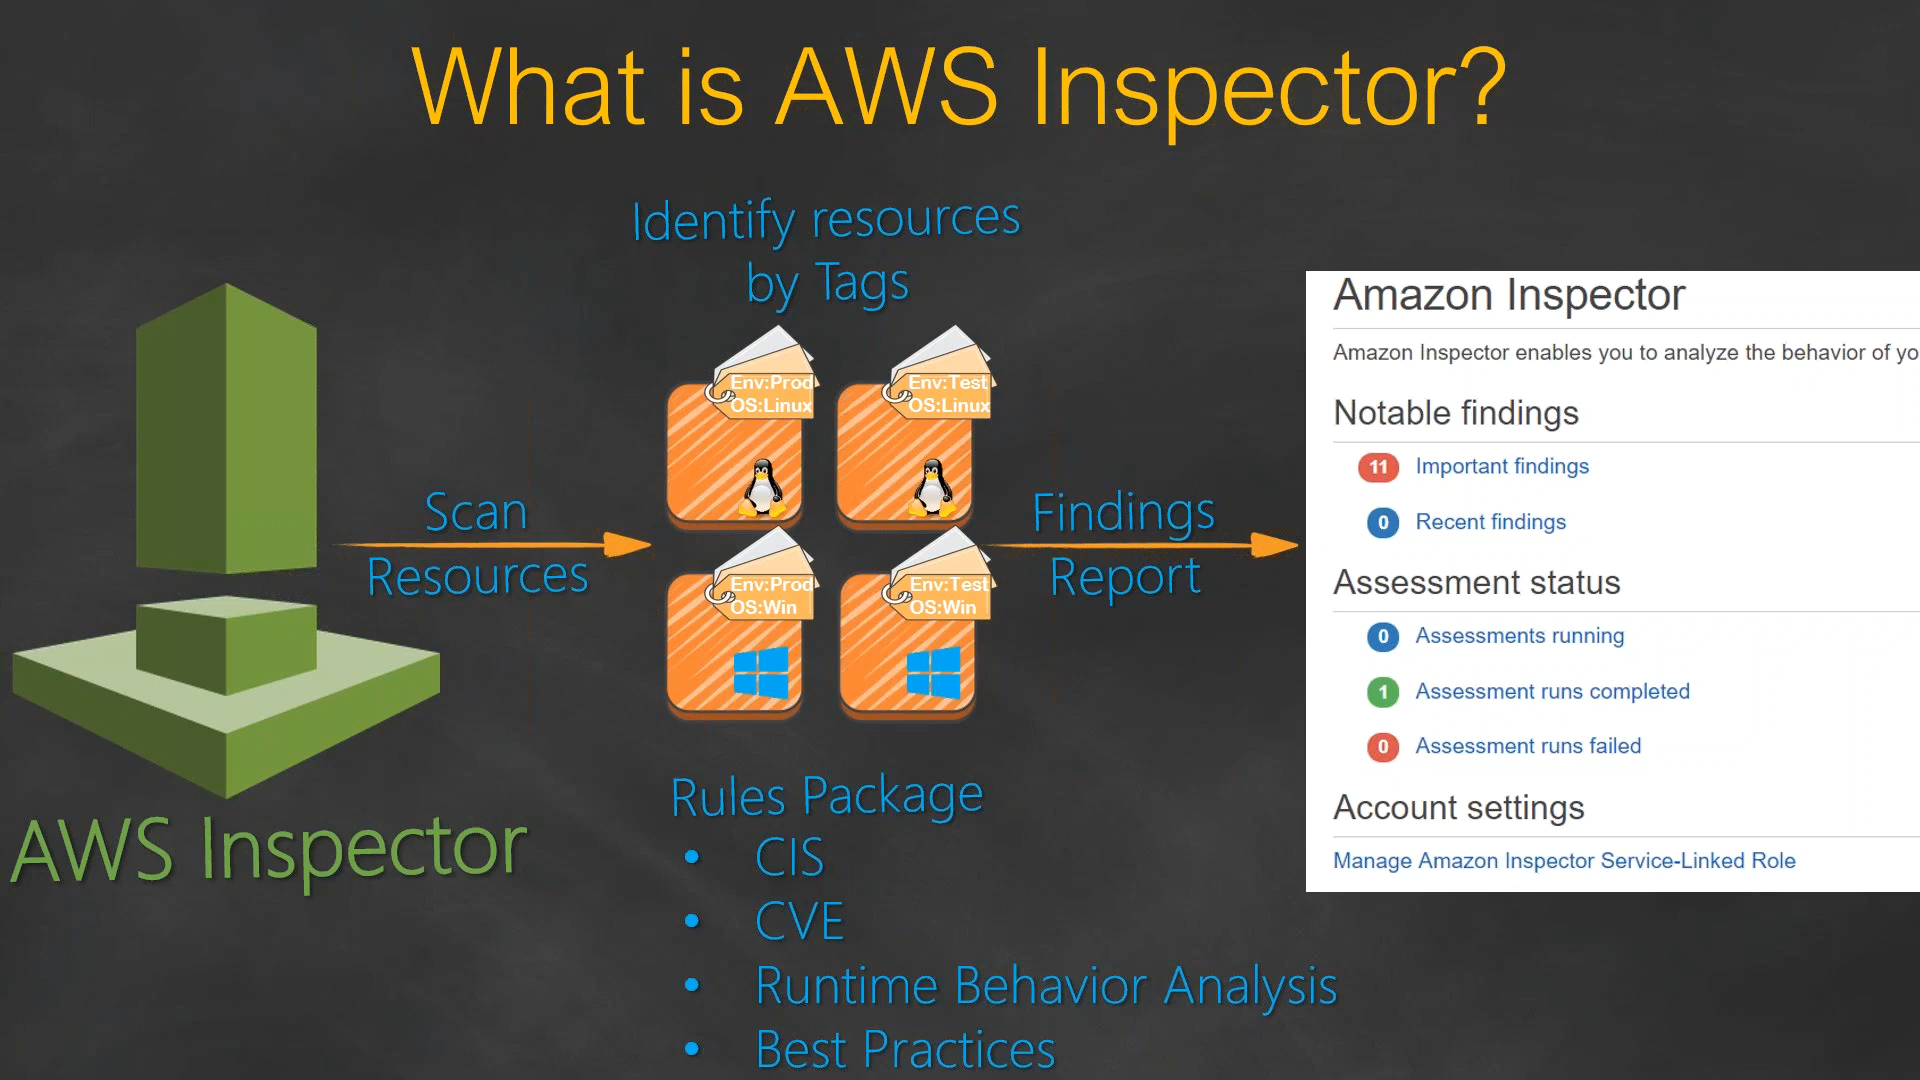 What is AWS Inspector?
Identify resources
by Tags
Env:Prod
OS:Linux
Env:Test
OS:Linux
Scan
Resources
Env:Prod
OS:Win
Env:Test
OS:Win
Findings
Report
AWS Inspector
Rules Package
• CIS
• CVE
• Runtime Behavior Analysis
• Best Practices
Amazon Inspector
Amazon Inspector enables you to analyze the behavior of yo
Notable findings
11 Important findings
0 Recent findings
Assessment status
0 Assessments running
1 Assessment runs completed
0 Assessment runs failed
Account settings
Manage Amazon Inspector Service-Linked Role